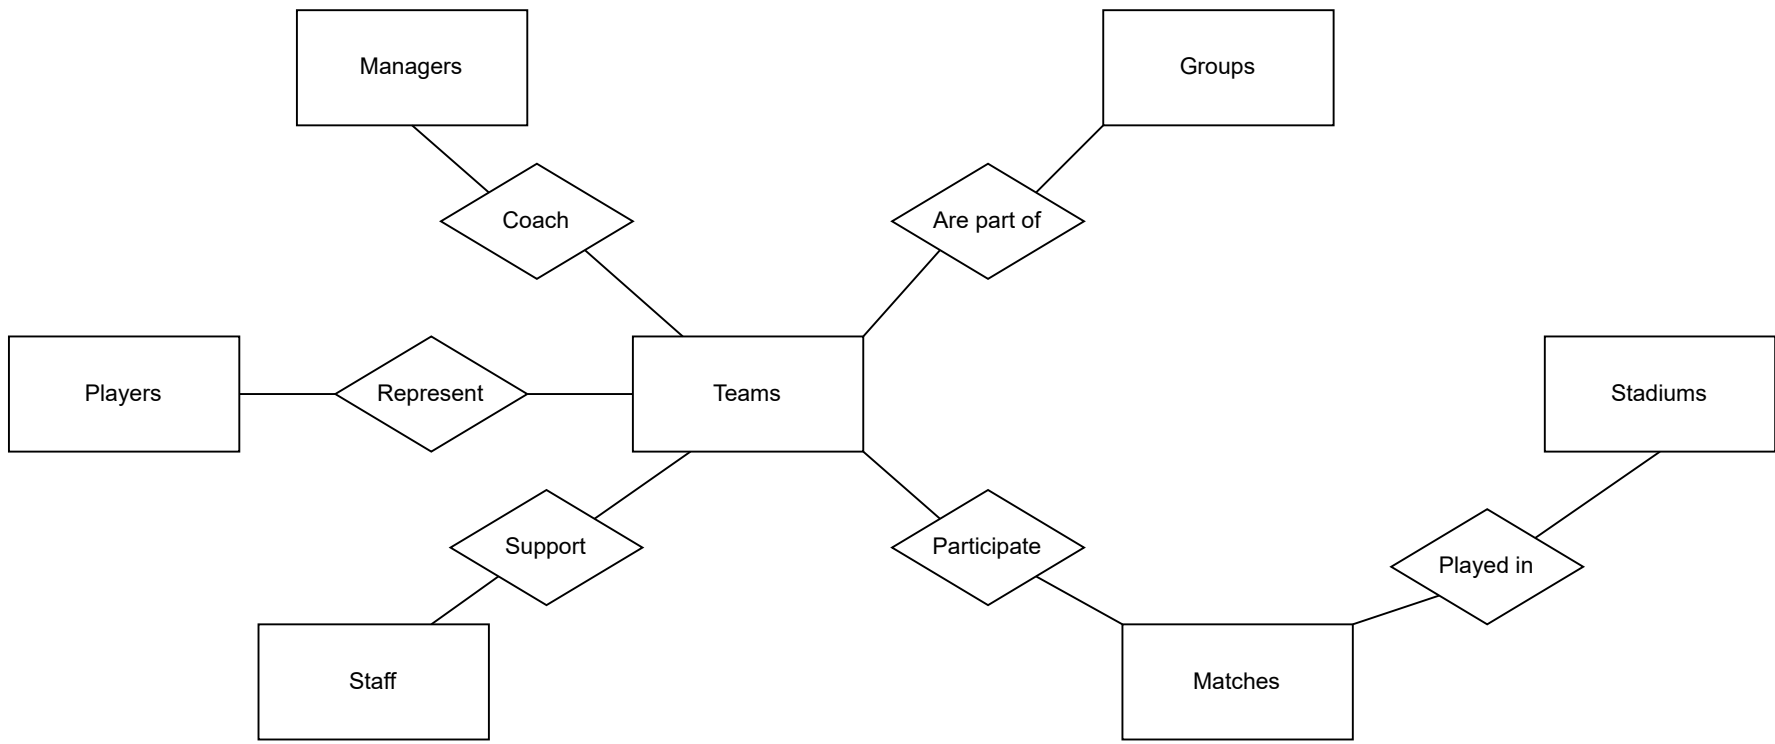 Managers
Groups
Coach
Are part of
Players
Represent
Teams
Stadiums
Support
Participate
Played in
Staff
Matches